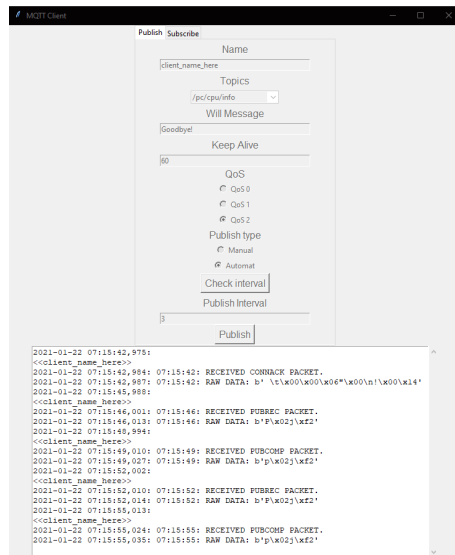 MQTT Client
Publish Subscribe
Name
client_name_here
Topics
/pc/cpu/info
Will Message
Goodbye!
Keep Alive
60
QoS
QoS 0
QoS 1
QoS 2
Publish type
Manual
Automat
Check interval
Publish Interval
3
Publish
2021-01-22 07:15:42,975:
<<client_name_here>>
2021-01-22 07:15:42,984: 07:15:42: RECEIVED CONNACK PACKET.
2021-01-22 07:15:42,987: 07:15:42: RAW DATA: b' \t\x00\x00\x06"\x00\n!\x00\x14'
2021-01-22 07:15:45,988:
<<client_name_here>>
2021-01-22 07:15:46,001: 07:15:46: RECEIVED PUBREC PACKET.
2021-01-22 07:15:46,013: 07:15:46: RAW DATA: b'P\x02j\xf2'
2021-01-22 07:15:48,994:
<<client_name_here>>
2021-01-22 07:15:49,010: 07:15:49: RECEIVED PUBCOMP PACKET.
2021-01-22 07:15:49,027: 07:15:49: RAW DATA: b'p\x02j\xf2'
2021-01-22 07:15:52,002:
<<client_name_here>>
2021-01-22 07:15:52,010: 07:15:52: RECEIVED PUBREC PACKET.
2021-01-22 07:15:52,014: 07:15:52: RAW DATA: b'P\x02j\xf2'
2021-01-22 07:15:55,013:
<<client_name_here>>
2021-01-22 07:15:55,024: 07:15:55: RECEIVED PUBCOMP PACKET.
2021-01-22 07:15:55,035: 07:15:55: RAW DATA: b'p\x02j\xf2'